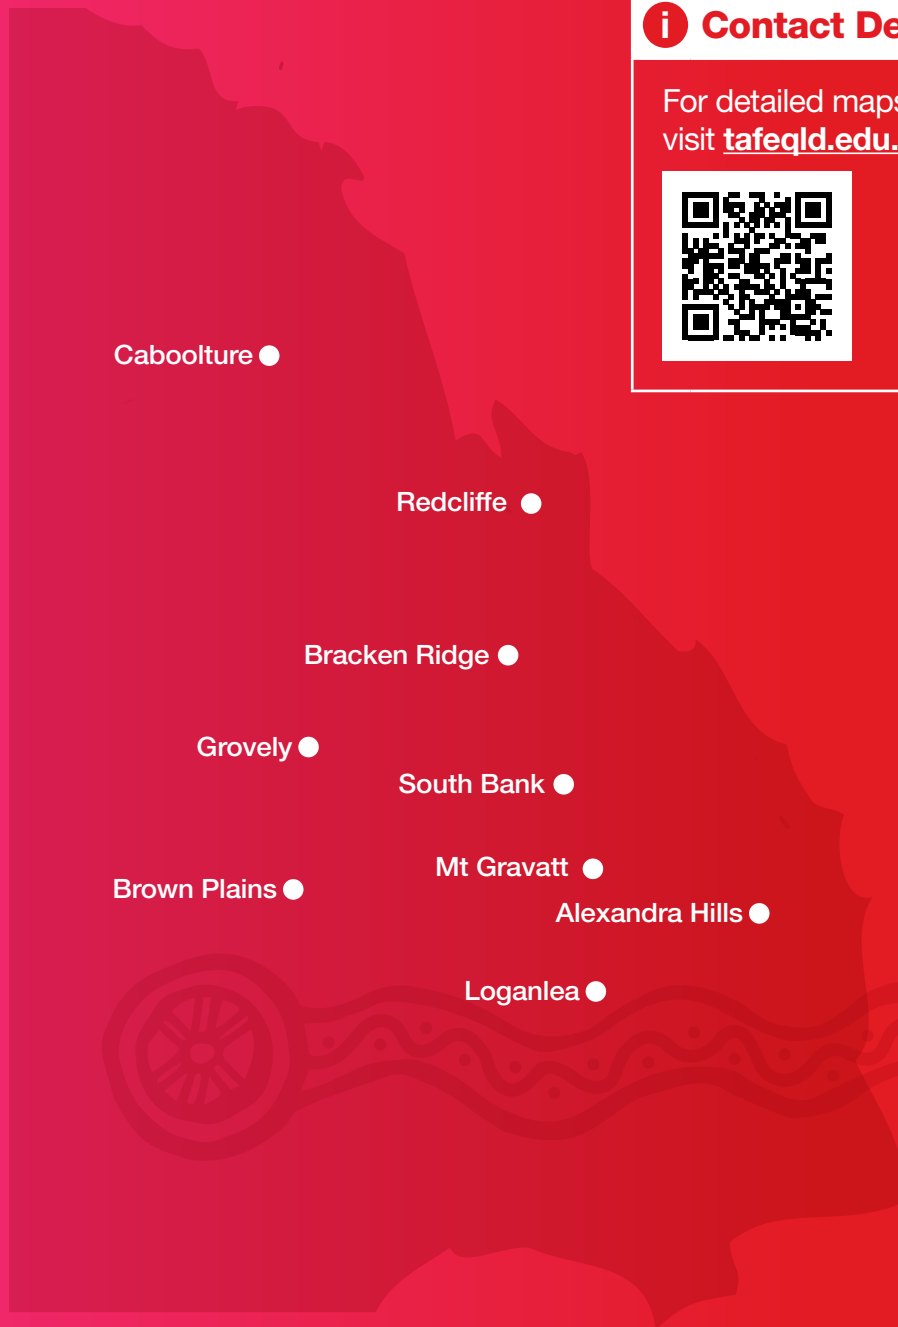 i Contact De
For detailed maps
visit tafeqld.edu.
Caboolture
Redcliffe
Bracken Ridge
Grovely
South Bank
Mt Gravatt
Brown Plains
Alexandra Hills
Loganlea